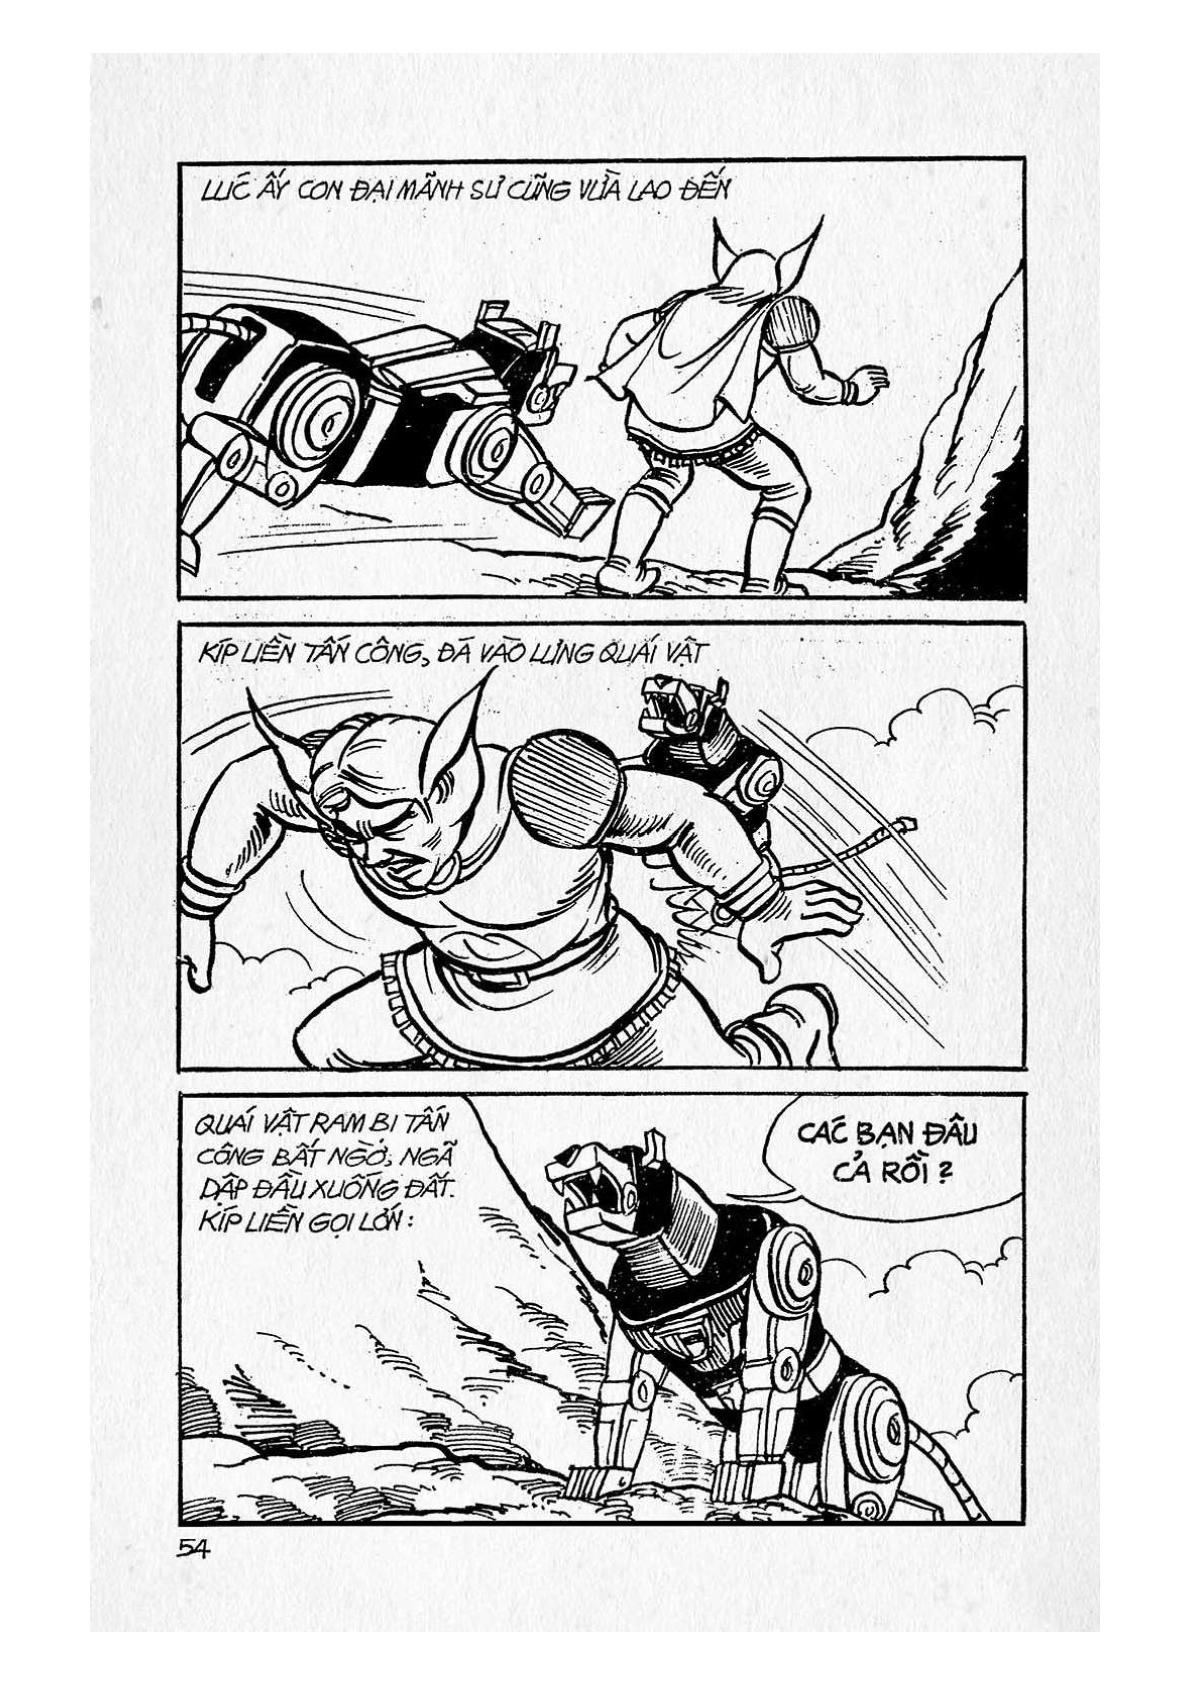 LÚC ẤY CON ĐẠI MÃNH SƯ CŨNG VỪA LAO ĐẾN
KÍP LIỀN TẤN CÔNG, ĐÁ VÀO LƯNG QUÁI VẬT
QUÁI VẬT RAM BỊ TẤN
CÔNG BẤT NGỜ, NGÃ
DẬP ĐẦU XUỐNG ĐẤT.
KÍP LIỀN GỌI LỚN:
CÁC BẠN ĐÂU
CẢ RỒI?
54